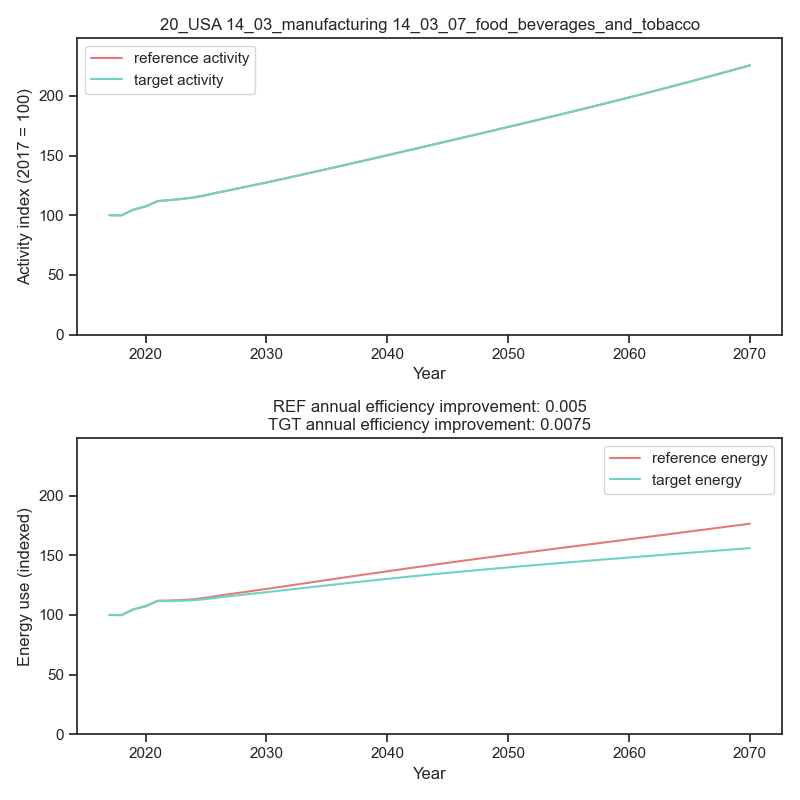 20_USA 14_03_manufacturing 14_03_07_food_beverages_and_tobacco
reference activity
target activity
Activity index (2017 = 100)
200
150
100
50
0
2020 2030 2040 2050 2060 2070
Year
REF annual efficiency improvement: 0.005
TGT annual efficiency improvement: 0.0075
reference energy
target energy
Energy use (indexed)
200
150
100
50
0
2020 2030 2040 2050 2060 2070
Year